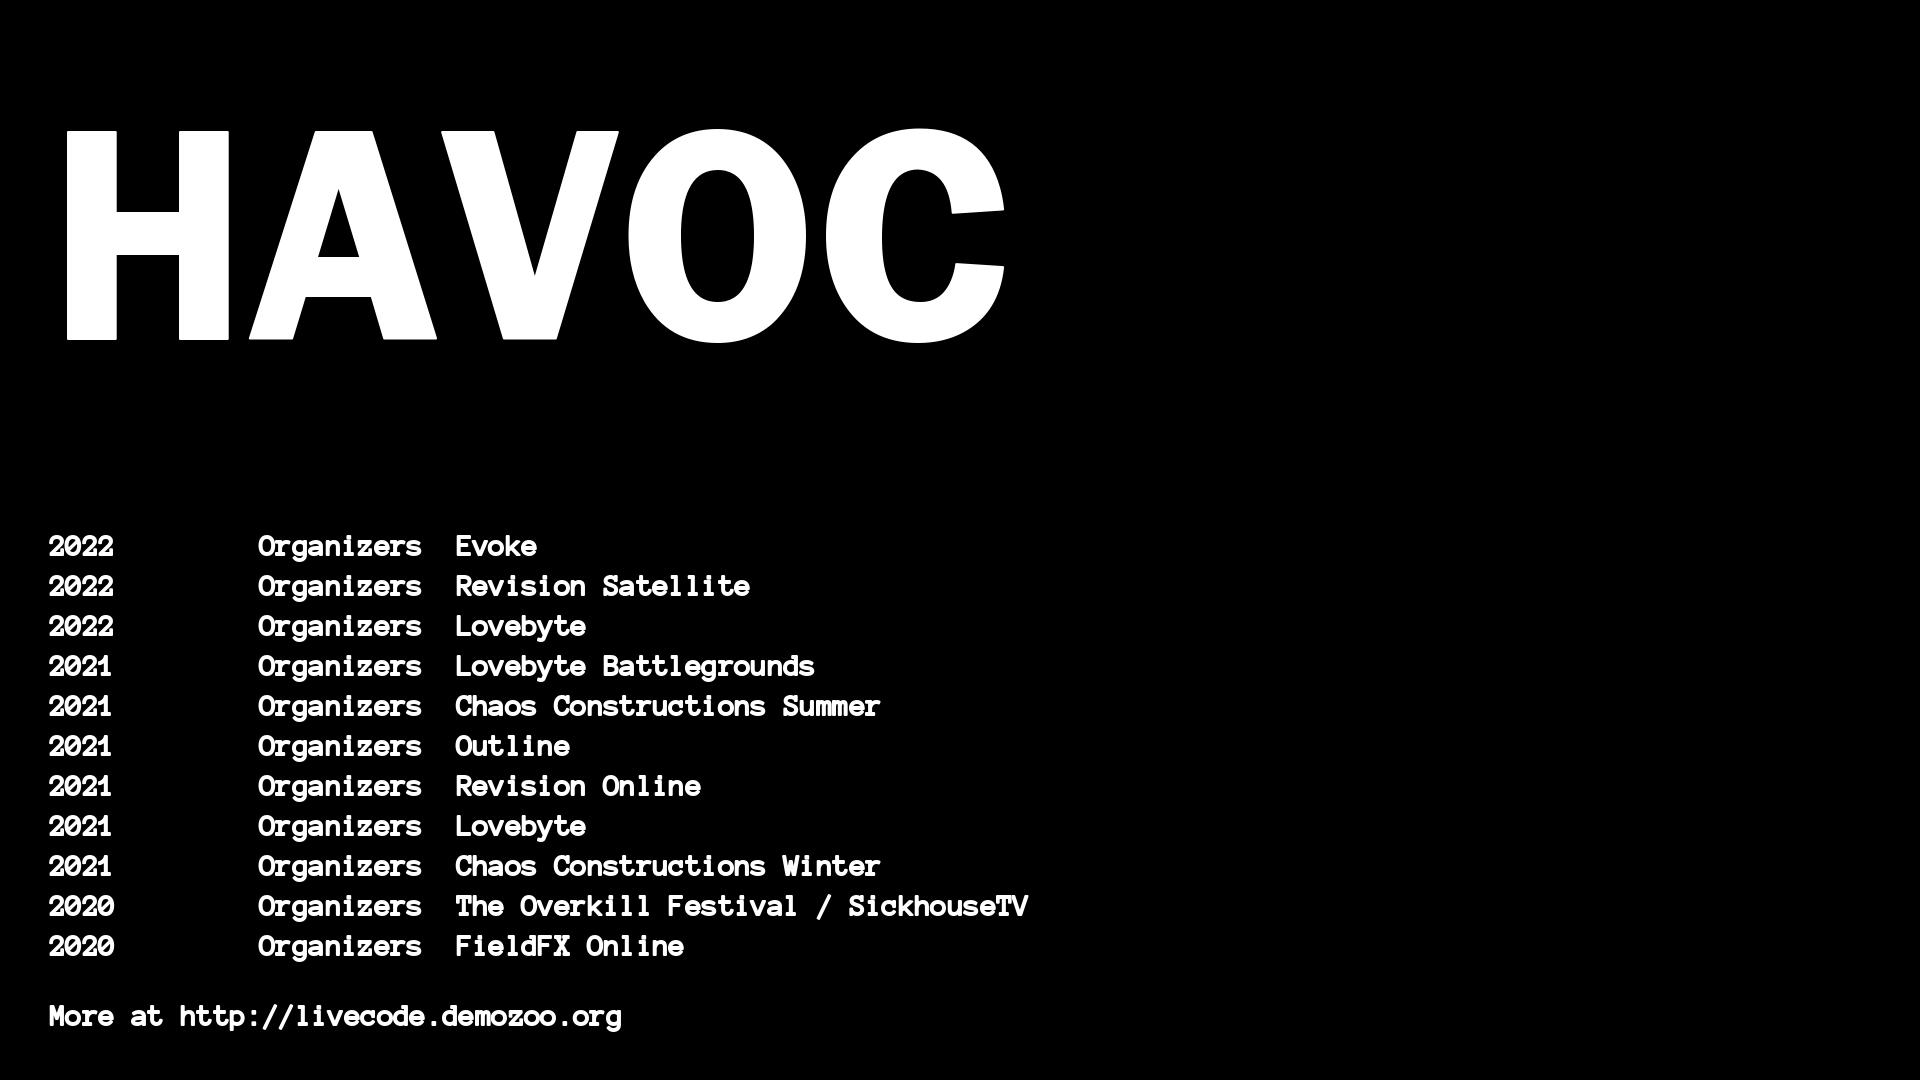 HAVOC
2022 Organizers Evoke
2022 Organizers Revision Satellite
2022 Organizers Lovebyte
2021 Organizers Lovebyte Battlegrounds
2021 Organizers Chaos Constructions Summer
2021 Organizers Outline
2021 Organizers Revision Online
2021 Organizers Lovebyte
2021 Organizers Chaos Constructions Winter
2020 Organizers The Overkill Festival / SickhouseTV
2020 Organizers FieldFX Online
More at http://livecode.demozoo.org